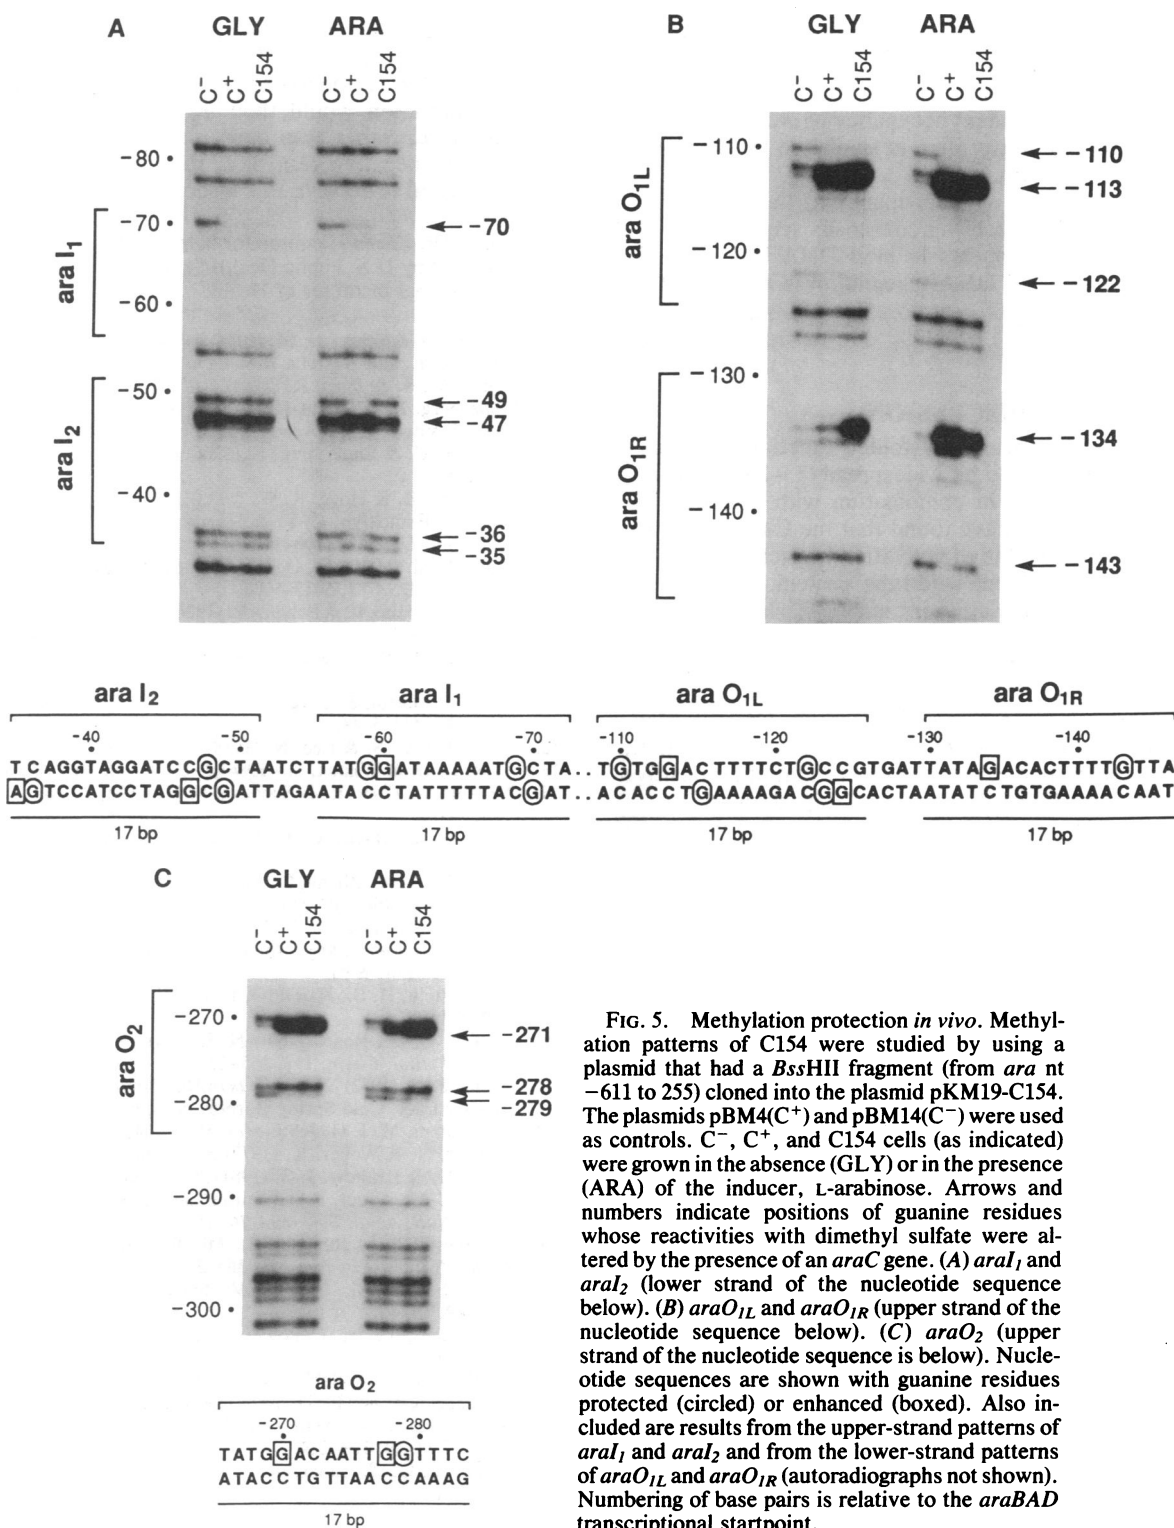 A GLY ARA
C⁻ C⁺ C154 C⁻ C⁺ C154
-80
-70
-60
-50
-40
ara I₁
ara I₂
-70
-49
-47
-36
-35
B GLY ARA
C⁻ C⁺ C154 C⁻ C⁺ C154
-110
-120
-130
-140
ara O₁L
ara O₁R
-110
-113
-122
-134
-143
ara I₂ ara I₁ ara O₁L ara O₁R
-40 -50 -60 -70 -110 -120 -130 -140
TCAGGTAGGATCCGCTAATCTTATGGATAAAAATGCTA..TGTGGACTTTTCTGCCGTGATTATAGACACTTTTGTTA
AGTCCATCCTAGGCGATTAGAATACCTATTTTTACGAT..ACACCTGAAAAGACGGCACTAATATCTGTGAAAACAAT
17 bp 17 bp 17 bp 17 bp
C GLY ARA
C⁻ C⁺ C154 C⁻ C⁺ C154
-270
-280
-290
-300
ara O₂
-271
-278
-279
ara O₂
-270 -280
TATGGACAATTGGTTTC
ATACCTGTTAACCAAAG
17 bp
FIG. 5. Methylation protection in vivo. Methyl-
ation patterns of C154 were studied by using a
plasmid that had a BssHII fragment (from ara nt
−611 to 255) cloned into the plasmid pKM19-C154.
The plasmids pBM4(C⁺) and pBM14(C⁻) were used
as controls. C⁻, C⁺, and C154 cells (as indicated)
were grown in the absence (GLY) or in the presence
(ARA) of the inducer, L-arabinose. Arrows and
numbers indicate positions of guanine residues
whose reactivities with dimethyl sulfate were al-
tered by the presence of an araC gene. (A) araI₁ and
araI₂ (lower strand of the nucleotide sequence
below). (B) araO₁L and araO₁R (upper strand of the
nucleotide sequence below). (C) araO₂ (upper
strand of the nucleotide sequence is below). Nucle-
otide sequences are shown with guanine residues
protected (circled) or enhanced (boxed). Also in-
cluded are results from the upper-strand patterns of
araI₁ and araI₂ and from the lower-strand patterns
of araO₁L and araO₁R (autoradiographs not shown).
Numbering of base pairs is relative to the araBAD
transcriptional startpoint.